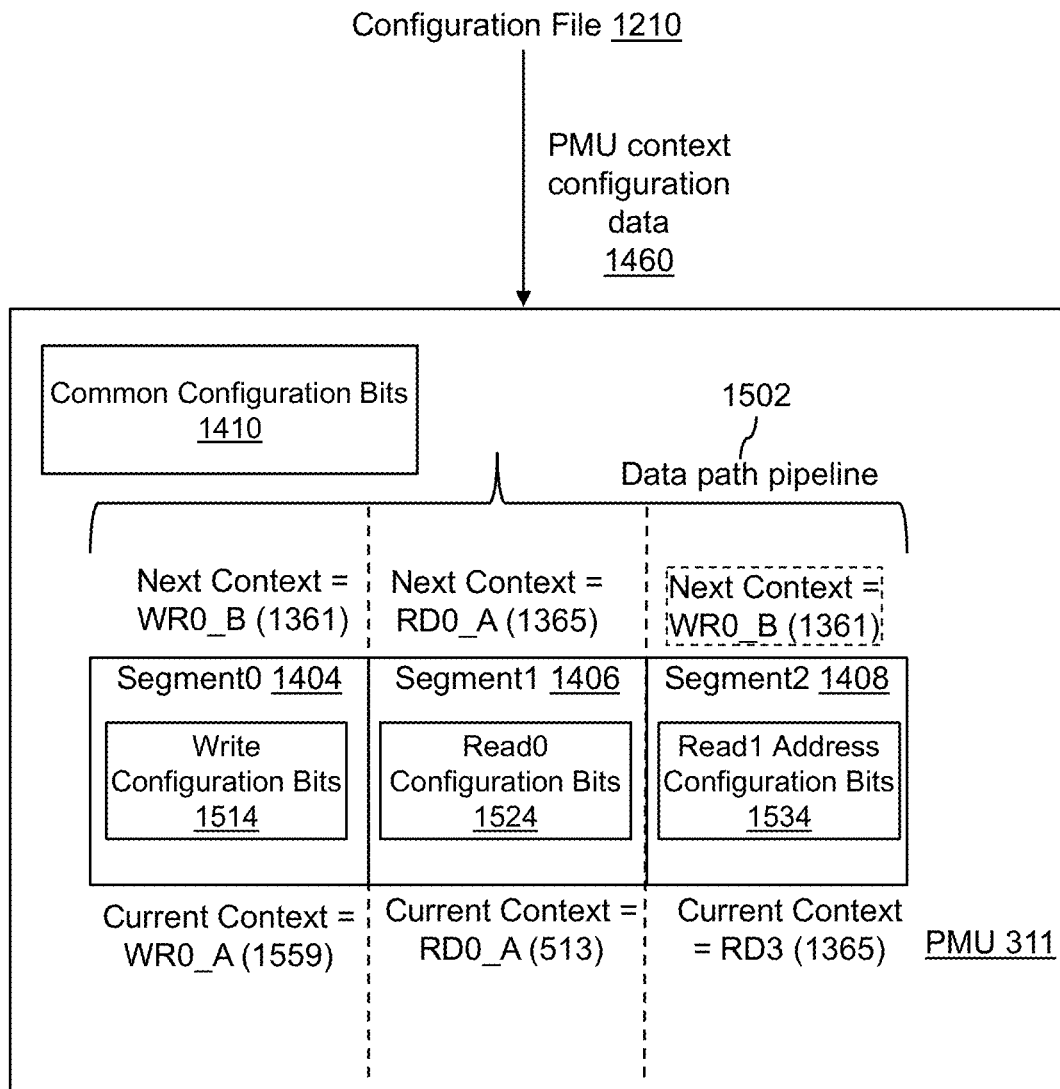 Configuration File 1210
PMU context
configuration
data
1460
Common Configuration Bits
1410
1502
Data path pipeline
Next Context =
WR0_B (1361)
Next Context =
RD0_A (1365)
Next Context =
WR0_B (1361)
Segment0 1404
Segment1 1406
Segment2 1408
Write
Configuration Bits
1514
Read0
Configuration Bits
1524
Read1 Address
Configuration Bits
1534
Current Context =
WR0_A (1559)
Current Context =
RD0_A (513)
Current Context
= RD3 (1365)
PMU 311